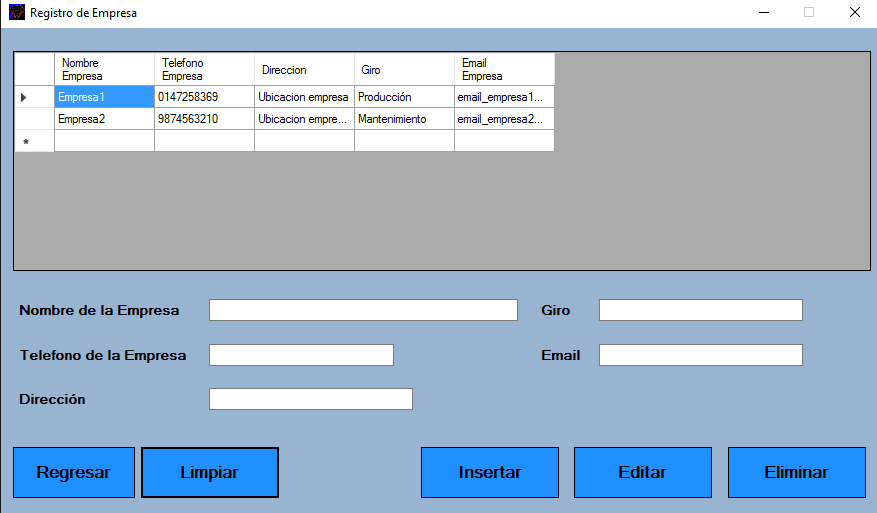 Registro de Empresa
Nombre Empresa Telefono Empresa Direccion Giro Email Empresa
Empresa1 0147258369 Ubicacion empresa Producción email_empresa1...
Empresa2 9874563210 Ubicacion empre... Mantenimiento email_empresa2...
Nombre de la Empresa Giro
Telefono de la Empresa Email
Dirección
Regresar Limpiar Insertar Editar Eliminar